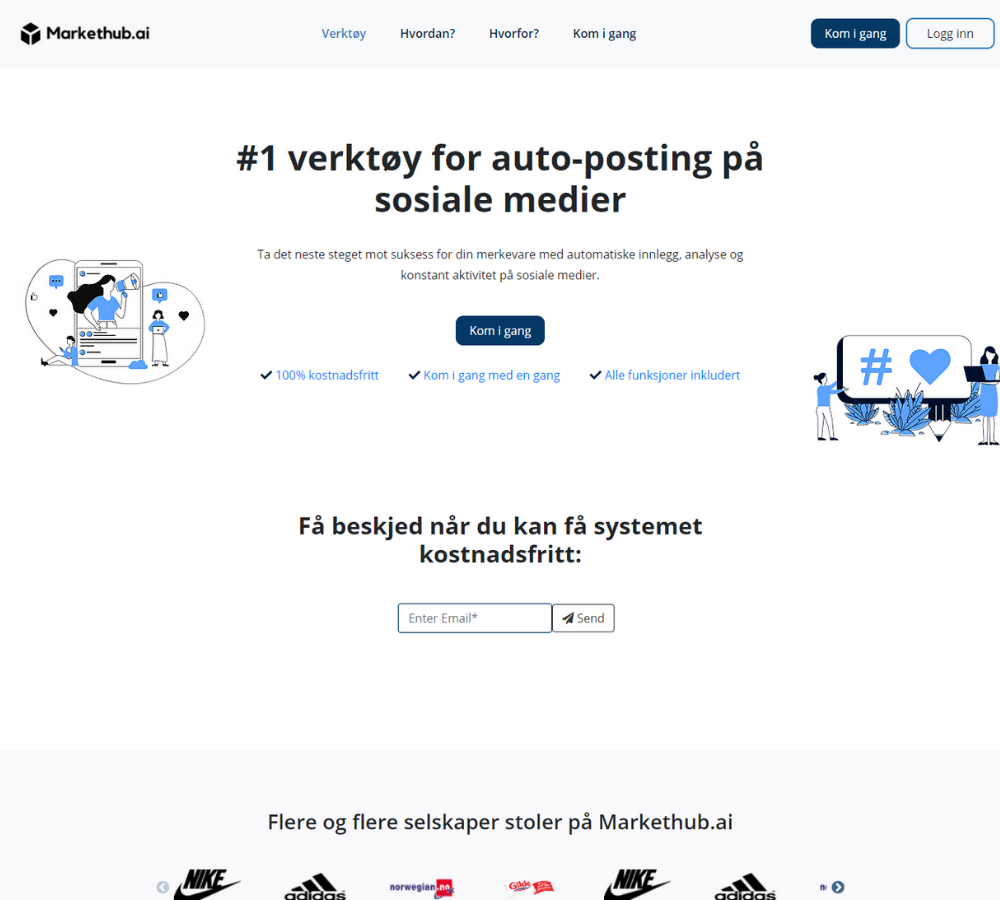 Markethub.ai
Verktøy
Hvordan?
Hvorfor?
Kom i gang
Kom i gang
Logg inn
#1 verktøy for auto-posting på
sosiale medier
Ta det neste steget mot suksess for din merkevare med automatiske innlegg, analyse og
konstant aktivitet på sosiale medier.
Kom i gang
100% kostnadsfritt
Kom i gang med en gang
Alle funksjoner inkludert
#
Få beskjed når du kan få systemet
kostnadsfritt:
Enter Email*
Send
Flere og flere selskaper stoler på Markethub.ai
NIKE
adidas
norwegian.no
Gilde
NIKE
adidas
n